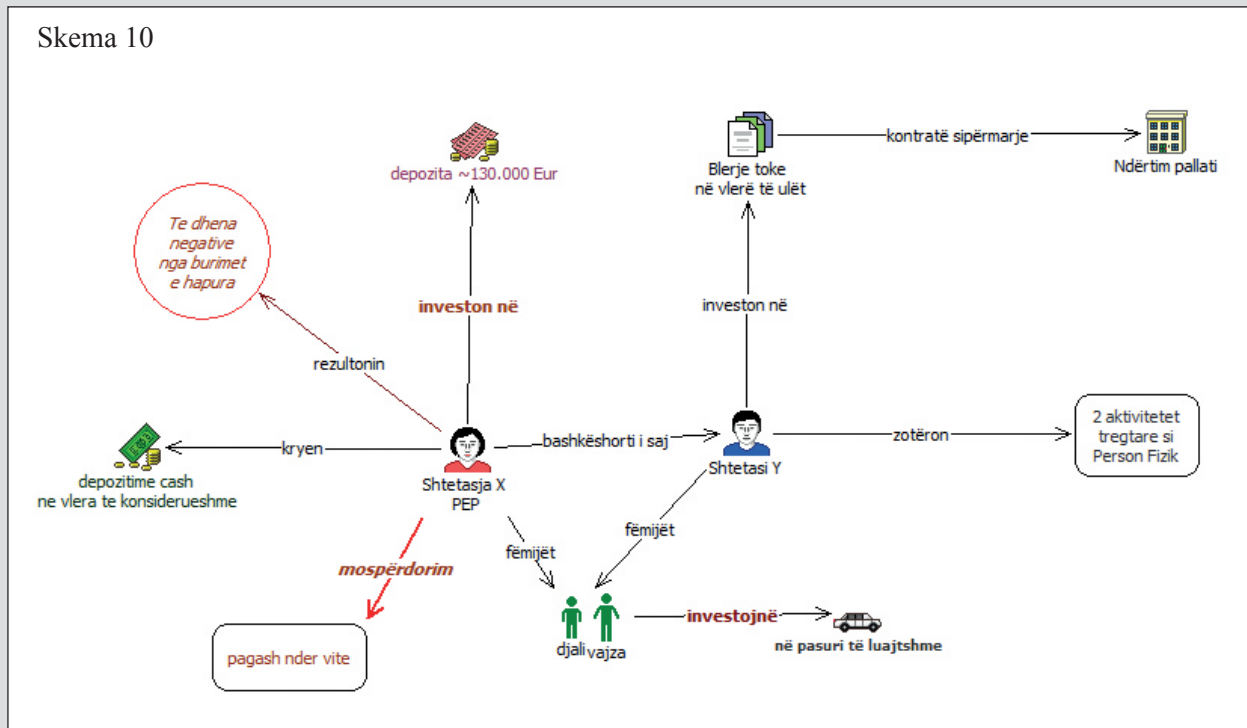 Skema 10
depozita ~130.000 Eur
Blerje toke
në vlerë të ulët
kontratë sipërmarje
Ndërtim pallati
Te dhena
negative
nga burimet
e hapura
investon në
investon në
rezultonin
kryen
depozitime cash
ne vlera te konsiderueshme
Shtetasja X
PEP
bashkëshorti i saj
Shtetasi Y
zotëron
2 aktivitetet
tregtare si
Person Fizik
fëmijët
fëmijët
mospërdorim
pagash nder vite
djali
vajza
investojnë
në pasuri të luajtshme